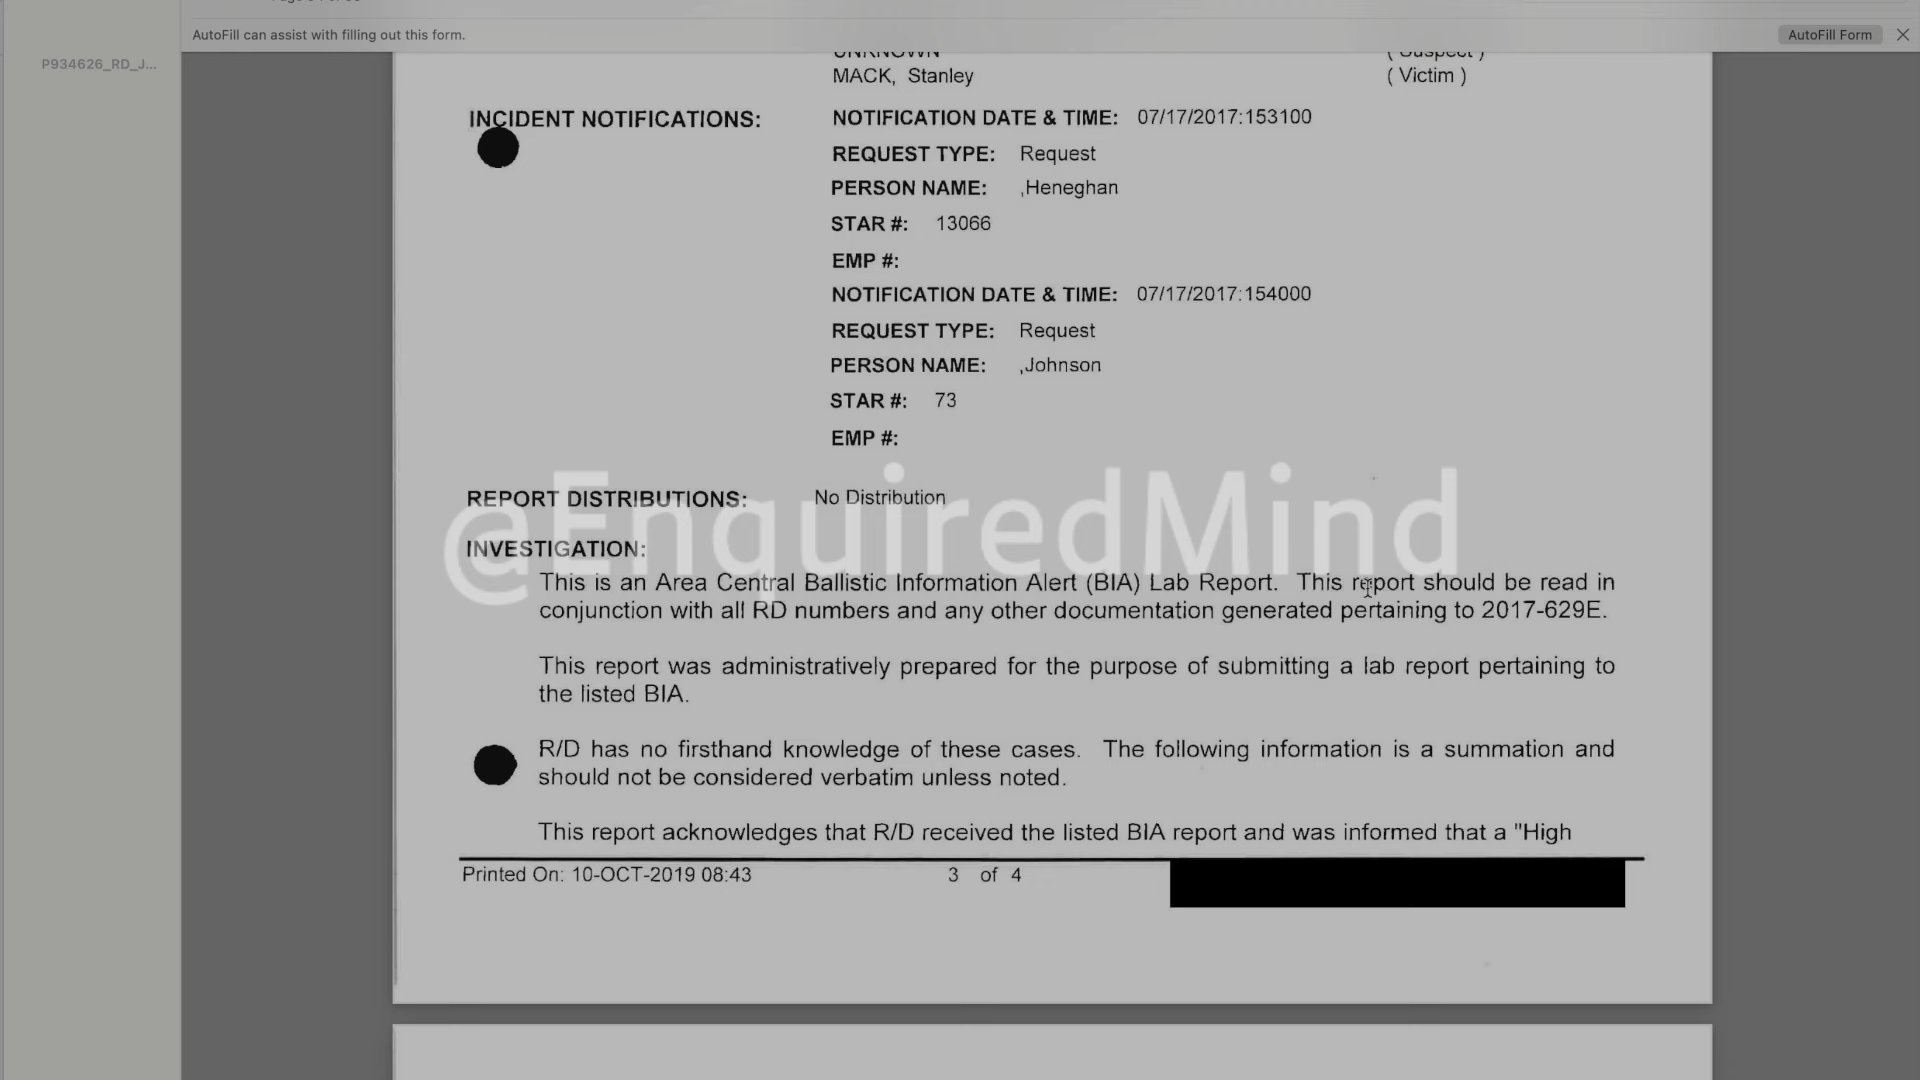 AutoFill can assist with filling out this form.
AutoFill Form
P934626_RD_J...
UNKNOWN ( Suspect )
MACK, Stanley ( Victim )
INCIDENT NOTIFICATIONS: NOTIFICATION DATE & TIME: 07/17/2017:153100
REQUEST TYPE: Request
PERSON NAME: ,Heneghan
STAR #: 13066
EMP #:
NOTIFICATION DATE & TIME: 07/17/2017:154000
REQUEST TYPE: Request
PERSON NAME: ,Johnson
STAR #: 73
EMP #:
REPORT DISTRIBUTIONS: No Distribution
@EnquiredMind
INVESTIGATION:
This is an Area Central Ballistic Information Alert (BIA) Lab Report. This report should be read in
conjunction with all RD numbers and any other documentation generated pertaining to 2017-629E.
This report was administratively prepared for the purpose of submitting a lab report pertaining to
the listed BIA.
R/D has no firsthand knowledge of these cases. The following information is a summation and
should not be considered verbatim unless noted.
This report acknowledges that R/D received the listed BIA report and was informed that a "High
Printed On: 10-OCT-2019 08:43 3 of 4